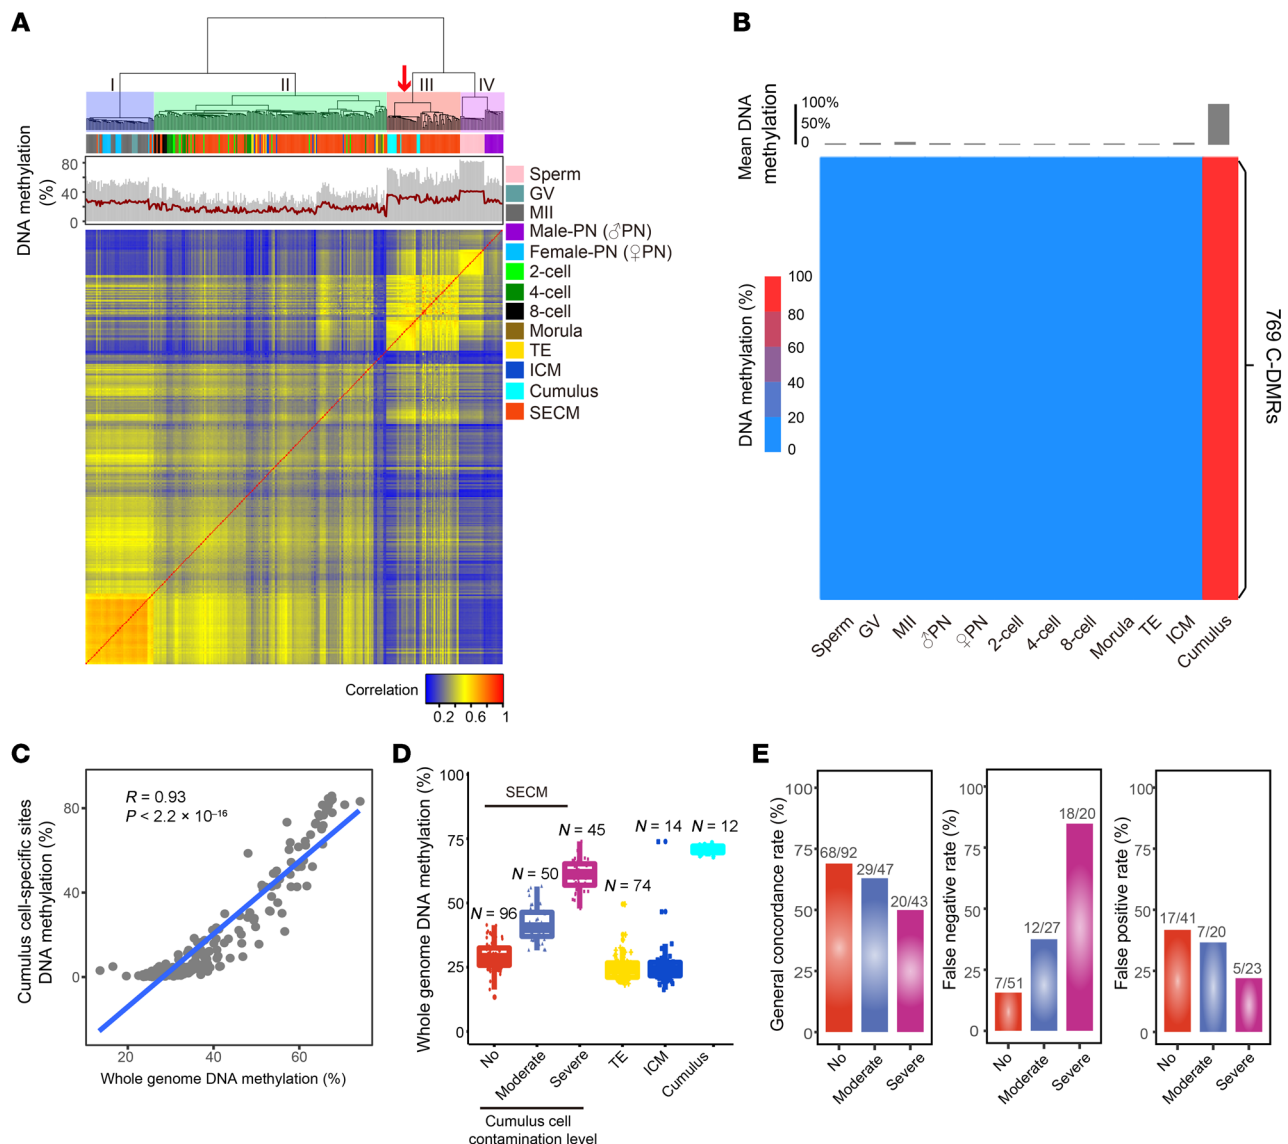 A
I
II
III
IV
DNA methylation
(%)
80
40
0
Sperm
GV
MII
Male-PN (♂PN)
Female-PN (♀PN)
2-cell
4-cell
8-cell
Morula
TE
ICM
Cumulus
SECM
Correlation
0.2
0.6
1
B
Mean DNA
methylation
100%
50%
0
DNA methylation (%)
100
80
60
40
20
0
769 C-DMRs
Sperm
GV
MII
♂PN
♀PN
2-cell
4-cell
8-cell
Morula
TE
ICM
Cumulus
C
R = 0.93
P < 2.2 × 10⁻¹⁶
Cumulus cell-specific sites
DNA methylation (%)
80
40
0
20
40
60
Whole genome DNA methylation (%)
D
Whole genome DNA methylation (%)
100
75
50
25
0
SECM
N = 96
N = 50
N = 45
N = 74
N = 14
N = 12
No
Moderate
Severe
TE
ICM
Cumulus
Cumulus cell
contamination level
E
General concordance rate (%)
100
75
50
25
0
68/92
29/47
20/43
No
Moderate
Severe
False negative rate (%)
100
75
50
25
0
7/51
12/27
18/20
No
Moderate
Severe
False positive rate (%)
100
75
50
25
0
17/41
7/20
5/23
No
Moderate
Severe